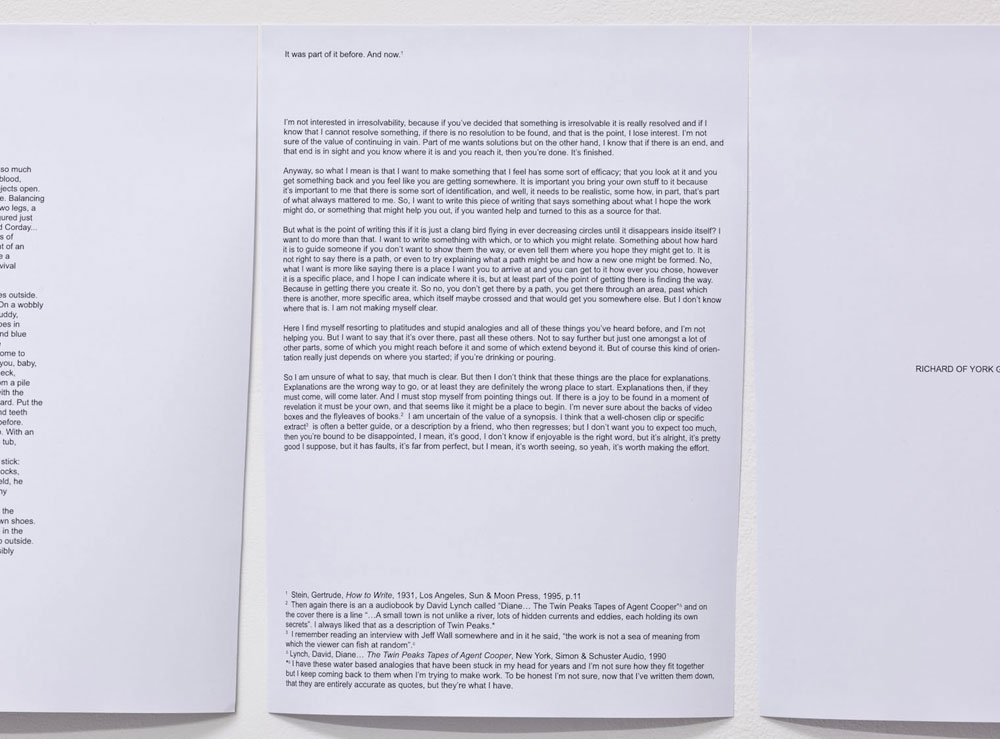 so much
blood,
jects open.
e. Balancing
wo legs, a
ured just
d Corday...
s of
t of an
e a
vival
es outside.
On a wobbly
uddy,
pes in
nd blue
e
ome to
you, baby,
eck,
m a pile
vith the
ard. Put the
nd teeth
before.
. With an
tub,
stick:
ocks,
eld, he
ny
the
wn shoes.
in the
o outside.
sibly
It was part of it before. And now.¹
I'm not interested in irresolvability, because if you've decided that something is irresolvable it is really resolved and if I
know that I cannot resolve something, if there is no resolution to be found, and that is the point, I lose interest. I'm not
sure of the value of continuing in vain. Part of me wants solutions but on the other hand, I know that if there is an end, and
that end is in sight and you know where it is and you reach it, then you're done. It's finished.
Anyway, so what I mean is that I want to make something that I feel has some sort of efficacy; that you look at it and you
get something back and you feel like you are getting somewhere. It is important you bring your own stuff to it because
it's important to me that there is some sort of identification, and well, it needs to be realistic, some how, in part, that's part
of what always mattered to me. So, I want to write this piece of writing that says something about what I hope the work
might do, or something that might help you out, if you wanted help and turned to this as a source for that.
But what is the point of writing this if it is just a clang bird flying in ever decreasing circles until it disappears inside itself? I
want to do more than that. I want to write something with which, or to which you might relate. Something about how hard
it is to guide someone if you don't want to show them the way, or even tell them where you hope they might get to. It is
not right to say there is a path, or even to try explaining what a path might be and how a new one might be formed. No,
what I want is more like saying there is a place I want you to arrive at and you can get to it how ever you chose, however
it is a specific place, and I hope I can indicate where it is, but at least part of the point of getting there is finding the way.
Because in getting there you create it. So no, you don't get there by a path, you get there through an area, past which
there is another, more specific area, which itself maybe crossed and that would get you somewhere else. But I don't know
where that is. I am not making myself clear.
Here I find myself resorting to platitudes and stupid analogies and all of these things you've heard before, and I'm not
helping you. But I want to say that it's over there, past all these others. Not to say further but just one amongst a lot of
other parts, some of which you might reach before it and some of which extend beyond it. But of course this kind of orien-
tation really just depends on where you started; if you're drinking or pouring.
So I am unsure of what to say, that much is clear. But then I don't think that these things are the place for explanations.
Explanations are the wrong way to go, or at least they are definitely the wrong place to start. Explanations then, if they
must come, will come later. And I must stop myself from pointing things out. If there is a joy to be found in a moment of
revelation it must be your own, and that seems like it might be a place to begin. I'm never sure about the backs of video
boxes and the flyleaves of books.² I am uncertain of the value of a synopsis. I think that a well-chosen clip or specific
extract³ is often a better guide, or a description by a friend, who then regresses; but I don't want you to expect too much,
then you're bound to be disappointed, I mean, it's good, I don't know if enjoyable is the right word, but it's alright, it's pretty
good I suppose, but it has faults, it's far from perfect, but I mean, it's worth seeing, so yeah, it's worth making the effort.
¹ Stein, Gertrude, How to Write, 1931, Los Angeles, Sun & Moon Press, 1995, p.11
² Then again there is an a audiobook by David Lynch called "Diane… The Twin Peaks Tapes of Agent Cooper" and on
the cover there is a line "…A small town is not unlike a river, lots of hidden currents and eddies, each holding its own
secrets". I always liked that as a description of Twin Peaks.*
³ I remember reading an interview with Jeff Wall somewhere and in it he said, "the work is not a sea of meaning from
which the viewer can fish at random".
Lynch, David, Diane… The Twin Peaks Tapes of Agent Cooper, New York, Simon & Schuster Audio, 1990
* I have these water based analogies that have been stuck in my head for years and I'm not sure how they fit together
but I keep coming back to them when I'm trying to make work. To be honest I'm not sure, now that I've written them down,
that they are entirely accurate as quotes, but they're what I have.
RICHARD OF YORK G